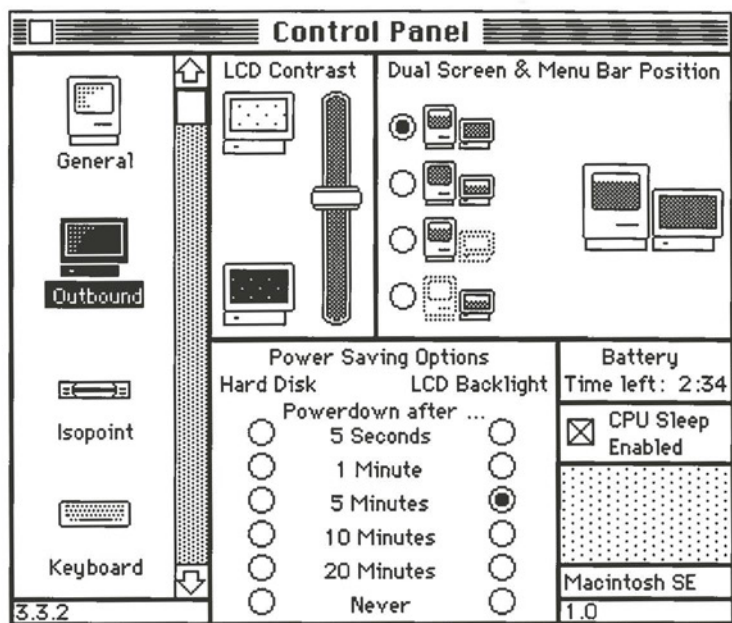 Control Panel
General
Outbound
Isopoint
Keyboard
3.3.2
LCD Contrast
Dual Screen & Menu Bar Position
Power Saving Options
Hard Disk LCD Backlight
Powerdown after ...
5 Seconds
1 Minute
5 Minutes
10 Minutes
20 Minutes
Never
Battery
Time left: 2:34
CPU Sleep
Enabled
Macintosh SE
1.0